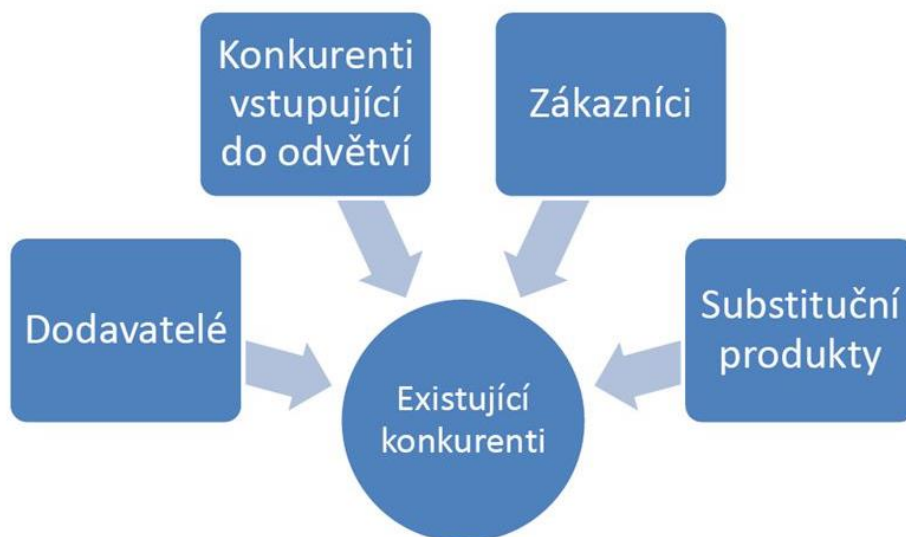 Konkurenti
vstupující
do odvětví
Zákazníci
Dodavatelé
Substituční
produkty
Existující
konkurenti